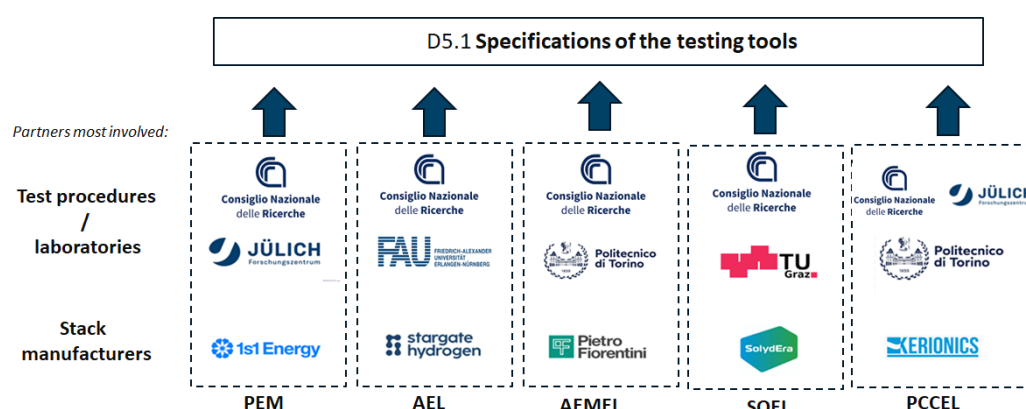 D5.1 Specifications of the testing tools
Partners most involved:
Test procedures
/
laboratories
Consiglio Nazionale
delle Ricerche
JÜLICH
Forschungszentrum
Consiglio Nazionale
delle Ricerche
FAU
FRIEDRICH-ALEXANDER
UNIVERSITÄT
ERLANGEN-NÜRNBERG
Consiglio Nazionale
delle Ricerche
Politecnico
di Torino
Consiglio Nazionale
delle Ricerche
TU
Graz
Consiglio Nazionale
delle Ricerche
JÜLICH
Forschungszentrum
Politecnico
di Torino
Stack
manufacturers
1s1 Energy
stargate
hydrogen
Pietro
Fiorentini
SolydEra
KERIONICS
PEM
AEL
AEMEL
SOEL
PCCEL